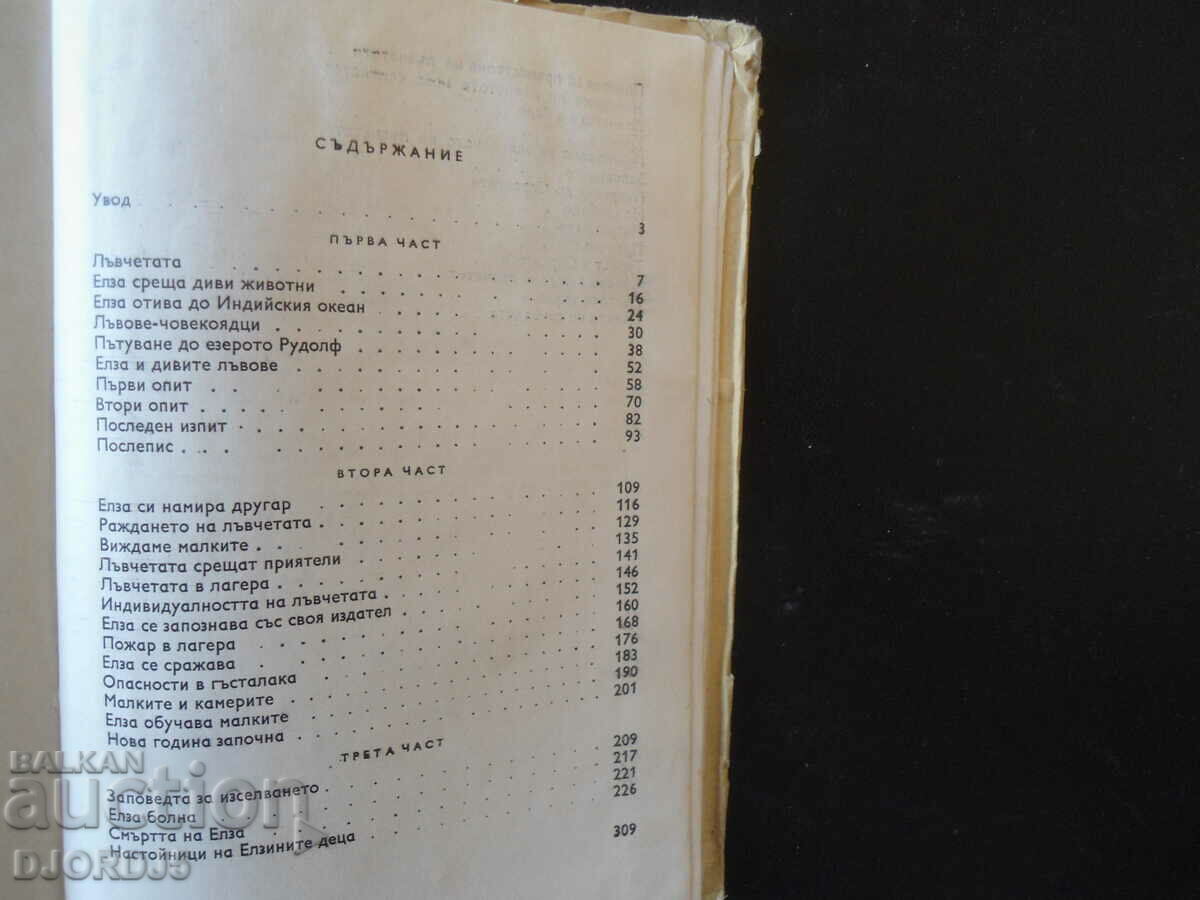 СЪДЪРЖАНИЕ
Увод . . . . . . . . . . . . . . . . 3
ПЪРВА ЧАСТ
Лъвчетата . . . . . . . . . . . . . 7
Елза среща диви животни . . . . . . . . . 16
Елза отива до Индийския океан . . . . . . . 24
Лъвове-човекоядци . . . . . . . . . . . 30
Пътуване до езерото Рудолф . . . . . . . . 38
Елза и дивите лъвове . . . . . . . . . . 52
Първи опит . . . . . . . . . . . . . 58
Втори опит . . . . . . . . . . . . . 70
Последен изпит . . . . . . . . . . . . 82
Послепис . . . . . . . . . . . . . . 93
ВТОРА ЧАСТ
Елза си намира другар . . . . . . . . . . 109
Раждането на лъвчетата . . . . . . . . . . 116
Виждаме малките . . . . . . . . . . . . 129
Лъвчетата срещат приятели . . . . . . . . . 135
Лъвчетата в лагера . . . . . . . . . . . 141
Индивидуалността на лъвчетата . . . . . . . 146
Елза се запознава със своя издател . . . . . . 152
Пожар в лагера . . . . . . . . . . . . 160
Елза се сражава . . . . . . . . . . . . 168
Опасности в гъсталака . . . . . . . . . . 176
Малките и камерите . . . . . . . . . . . 183
Елза обучава малките . . . . . . . . . . 190
Нова година започна . . . . . . . . . . . 201
ТРЕТА ЧАСТ
Заповедта за изселването . . . . . . . . . 209
Елза болна . . . . . . . . . . . . . 217
Смъртта на Елза . . . . . . . . . . . . 221
Настойници на Елзините деца . . . . . . . . 226
309
BALKAN
auction
DJORDJ5